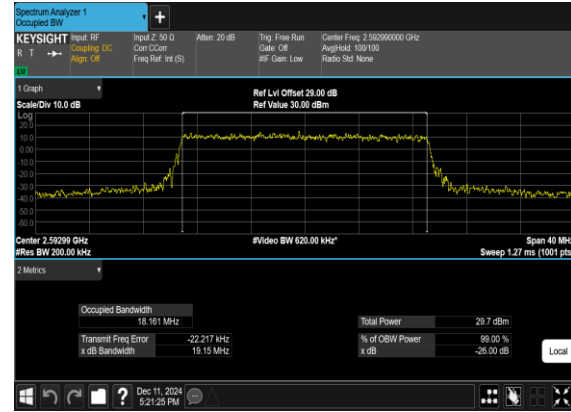 Spectrum Analyzer 1
Occupied BW
+
KEYSIGHT Input: RF Input Z: 50 Ω Atten: 20 dB Trig: Free Run Center Freq: 2.592990000 GHz
R T Coupling: DC Corr CCorr Gate: Off Avg|Hold: 100/100
Align: Off Freq Ref: Int (S) #IF Gain: Low Radio Std: None
LU
1 Graph
Ref Lvl Offset 29.00 dB
Scale/Div 10.0 dB Ref Value 30.00 dBm
Log
20.0
10.0
0.00
-10.0
-20.0
-30.0
-40.0
-50.0
-60.0
Center 2.59299 GHz #Video BW 620.00 kHz* Span 40 MHz
#Res BW 200.00 kHz Sweep 1.27 ms (1001 pts
2 Metrics
Occupied Bandwidth
18.161 MHz Total Power 29.7 dBm
Transmit Freq Error -22.217 kHz % of OBW Power 99.00 %
x dB Bandwidth 19.15 MHz x dB -26.00 dB
Local
? Dec 11, 2024
5:21:25 PM